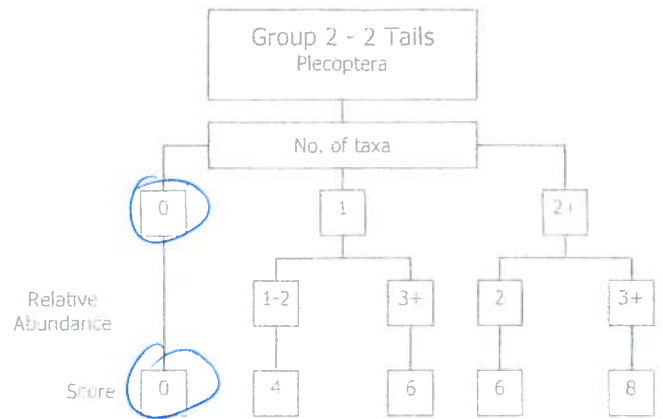 Group 2 - 2 Tails
Plecoptera
No. of taxa
0 1 2+
1-2 3+ 2 3+
Relative
Abundance
Score 0 4 6 6 8